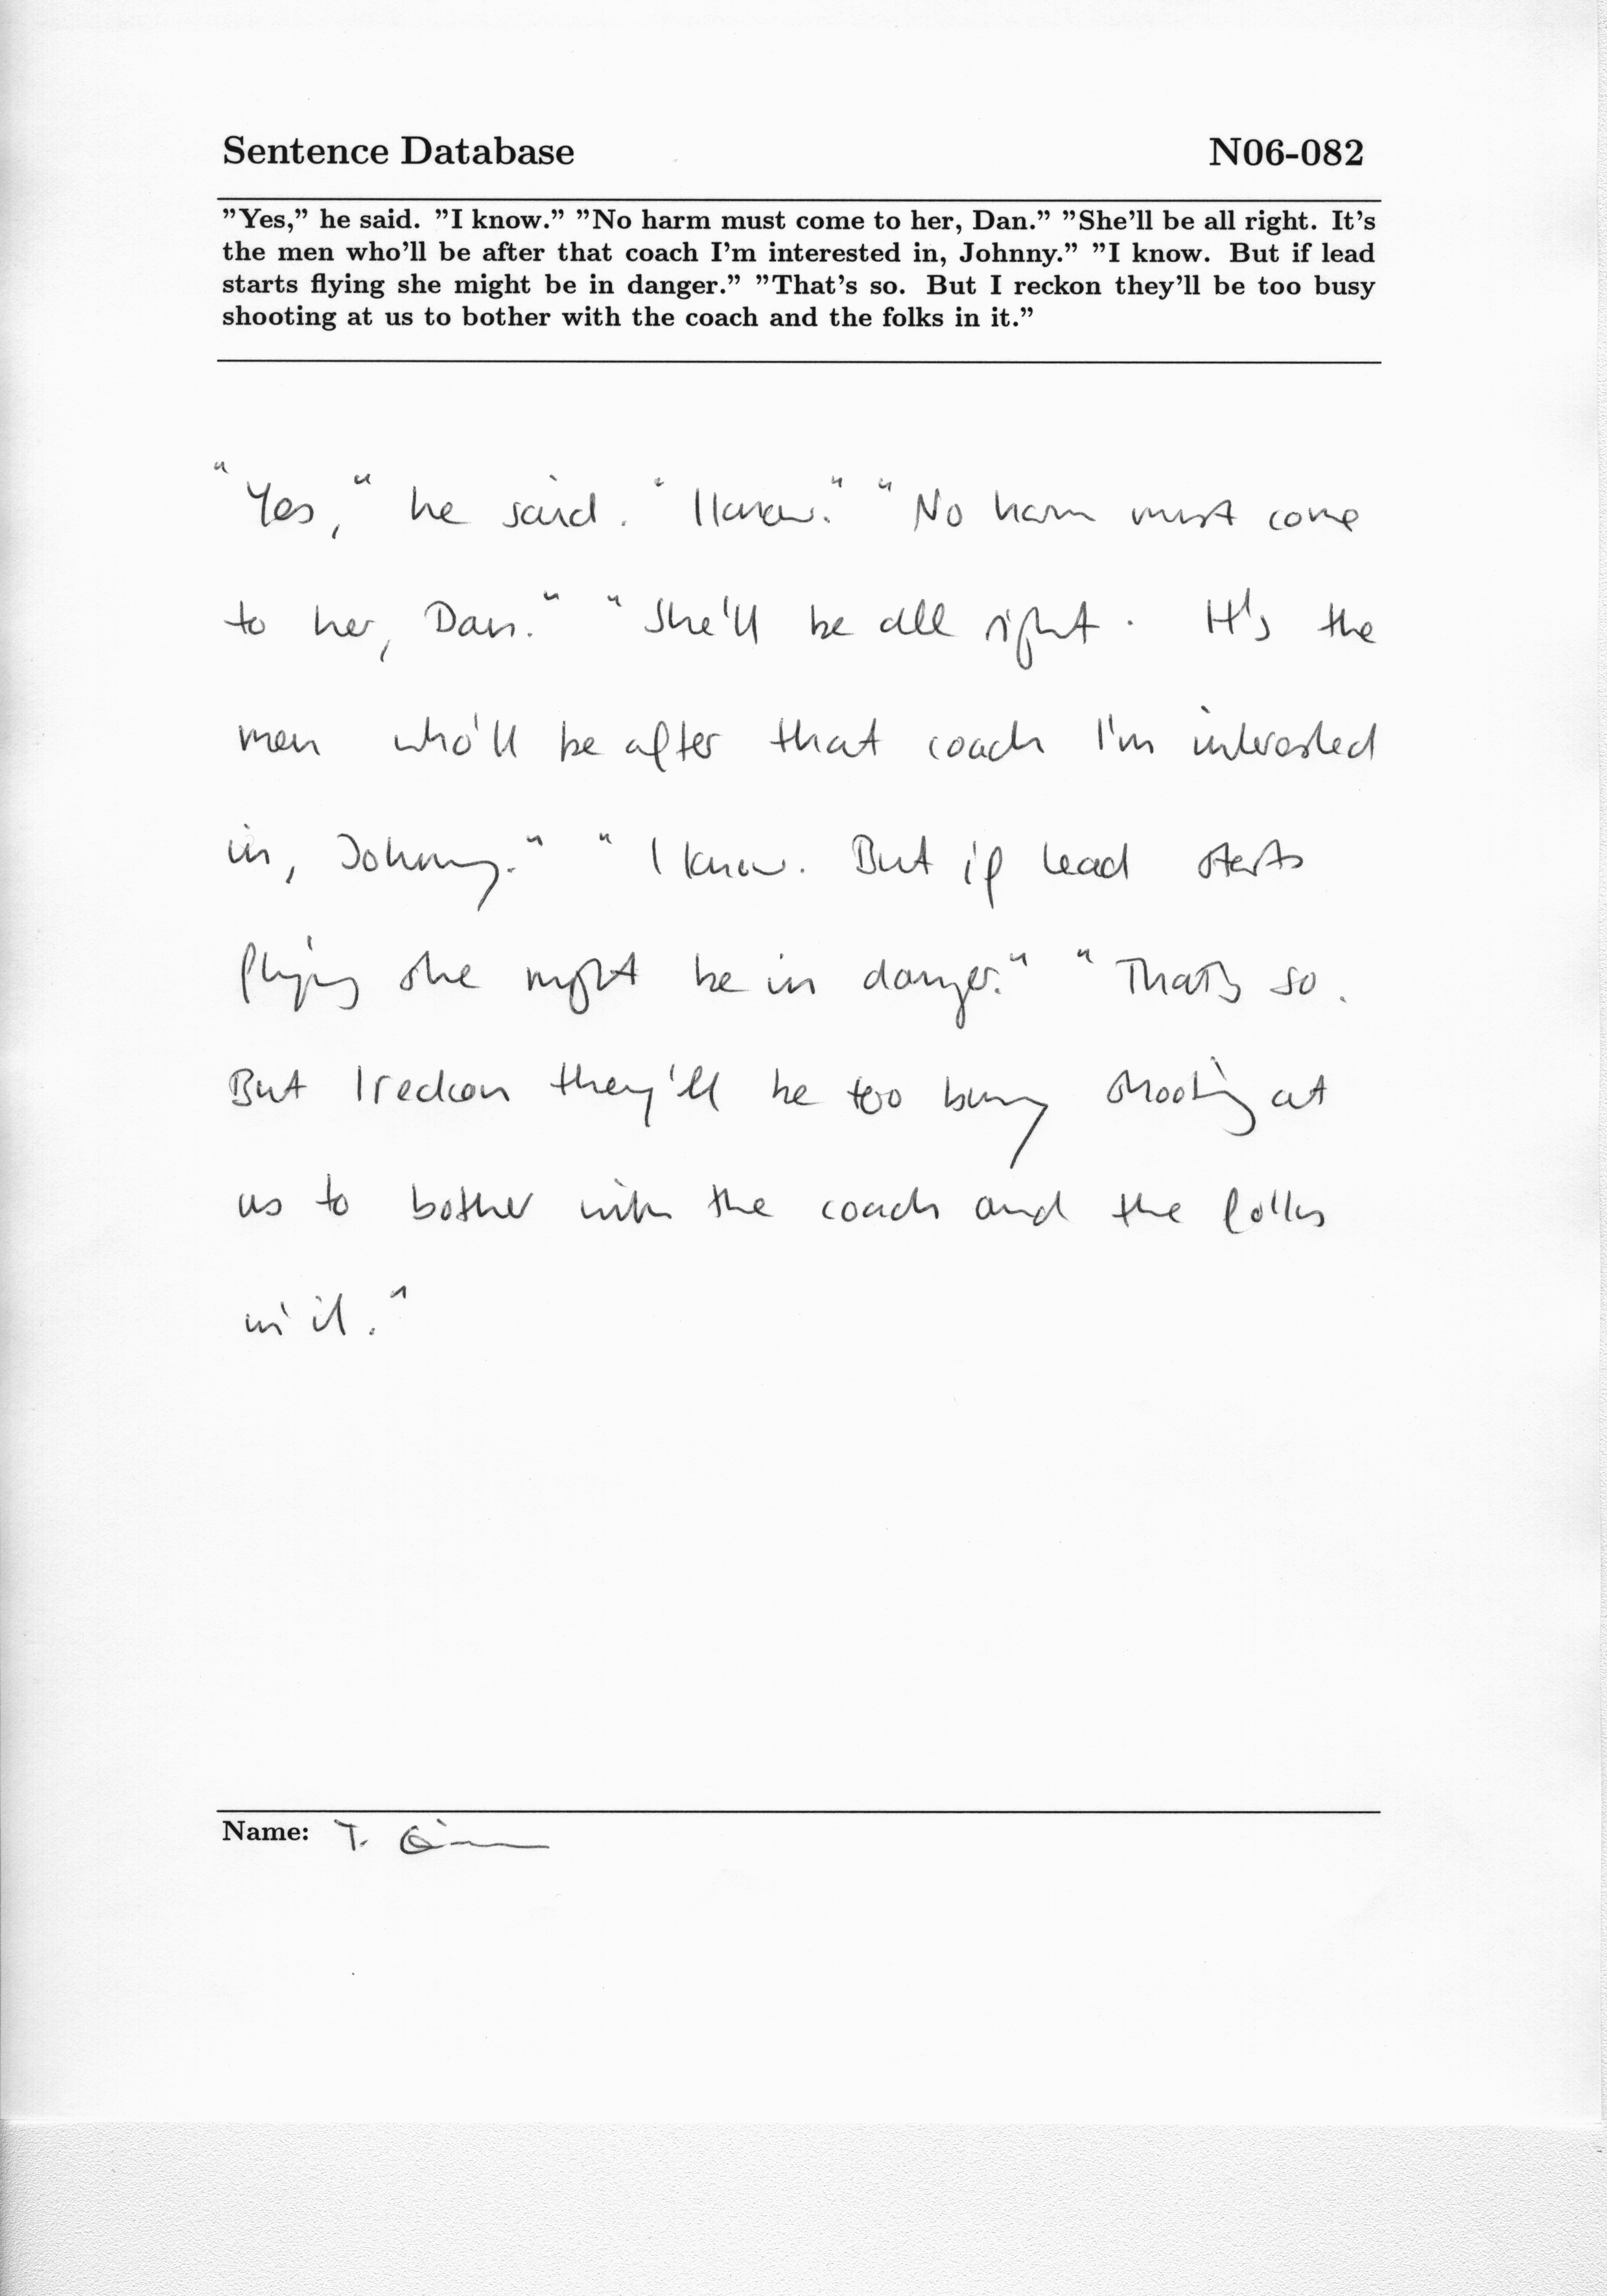 Sentence Database N06-082
"Yes," he said. "I know." "No harm must come to her, Dan." "She'll be all right. It's
the men who'll be after that coach I'm interested in, Johnny." "I know. But if lead
starts flying she might be in danger." "That's so. But I reckon they'll be too busy
shooting at us to bother with the coach and the folks in it."
"Yes," he said. "I know." "No harm must come
to her, Dan." "She'll be all right. It's the
men who'll be after that coach I'm interested
in, Johnny." "I know. But if lead starts
flying she might be in danger." "That's so.
But I reckon they'll be too busy shooting at
us to bother with the coach and the folks
in it."
Name: T.